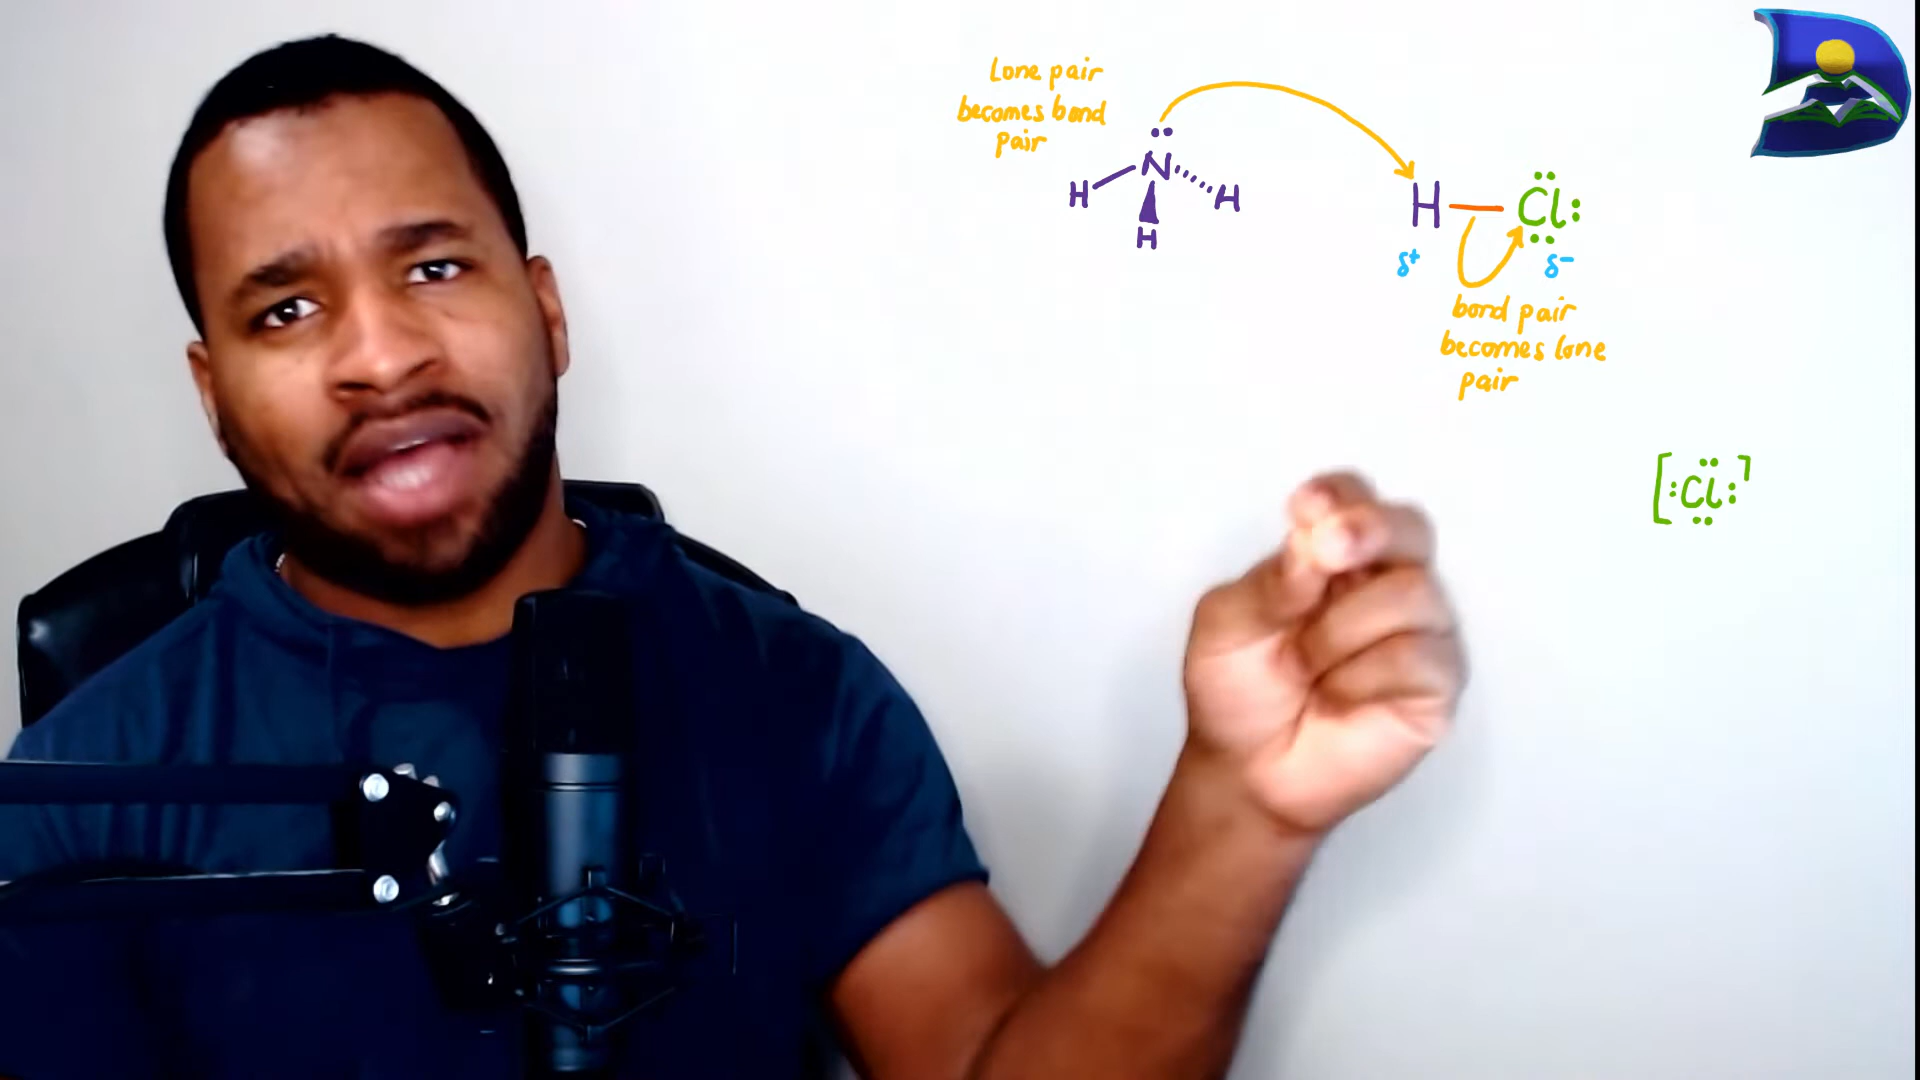 Lone pair
becomes bond
pair
N
H
H
H
H
Cl
δ+
δ−
bond pair
becomes lone
pair
[:Cl:]